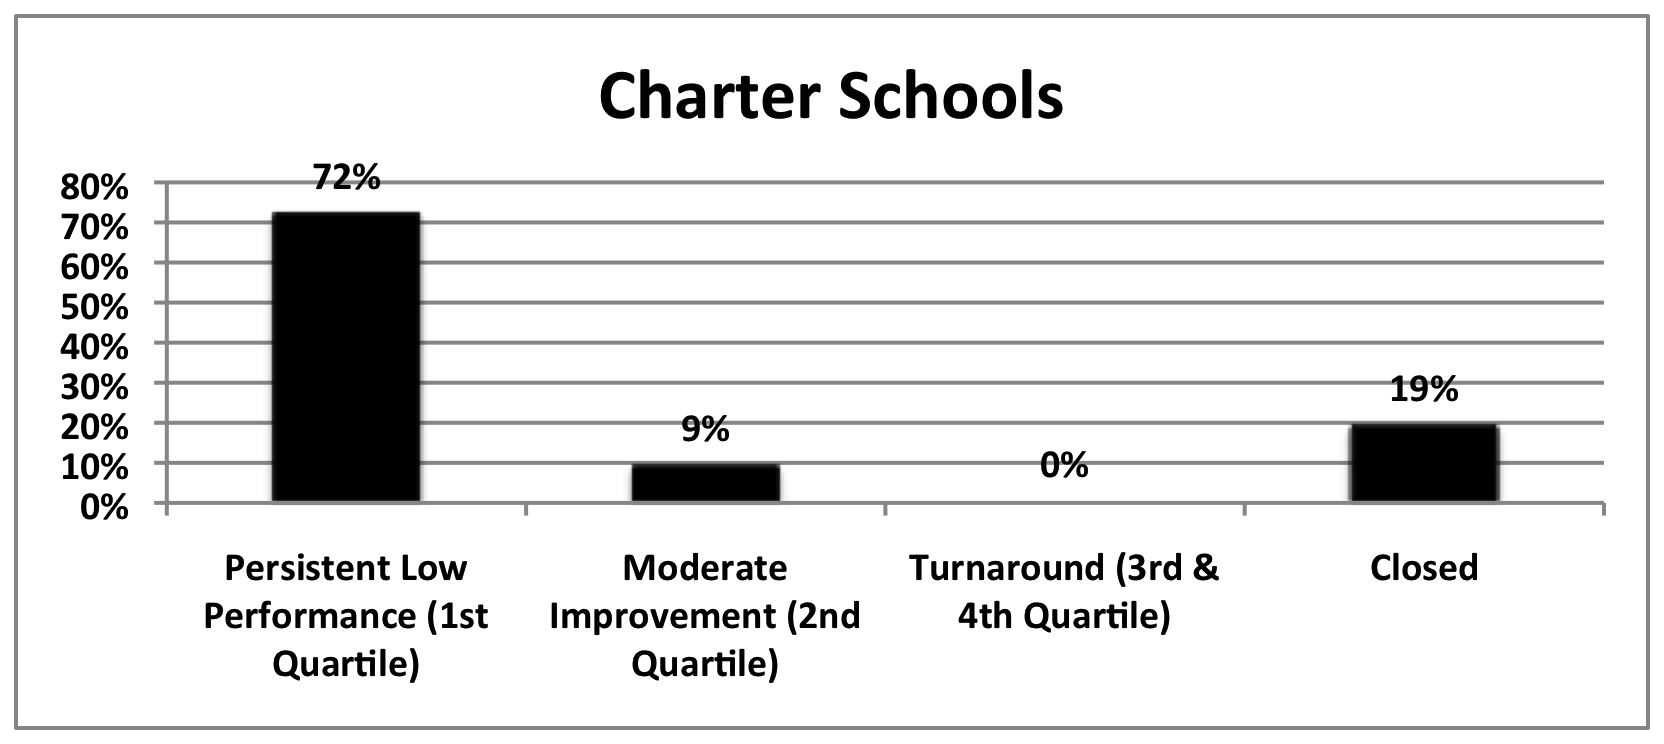 Charter Schools
80%
70%
60%
50%
40%
30%
20%
10%
0%
72%
9%
0%
19%
Persistent Low
Performance (1st
Quartile)
Moderate
Improvement (2nd
Quartile)
Turnaround (3rd &
4th Quartile)
Closed